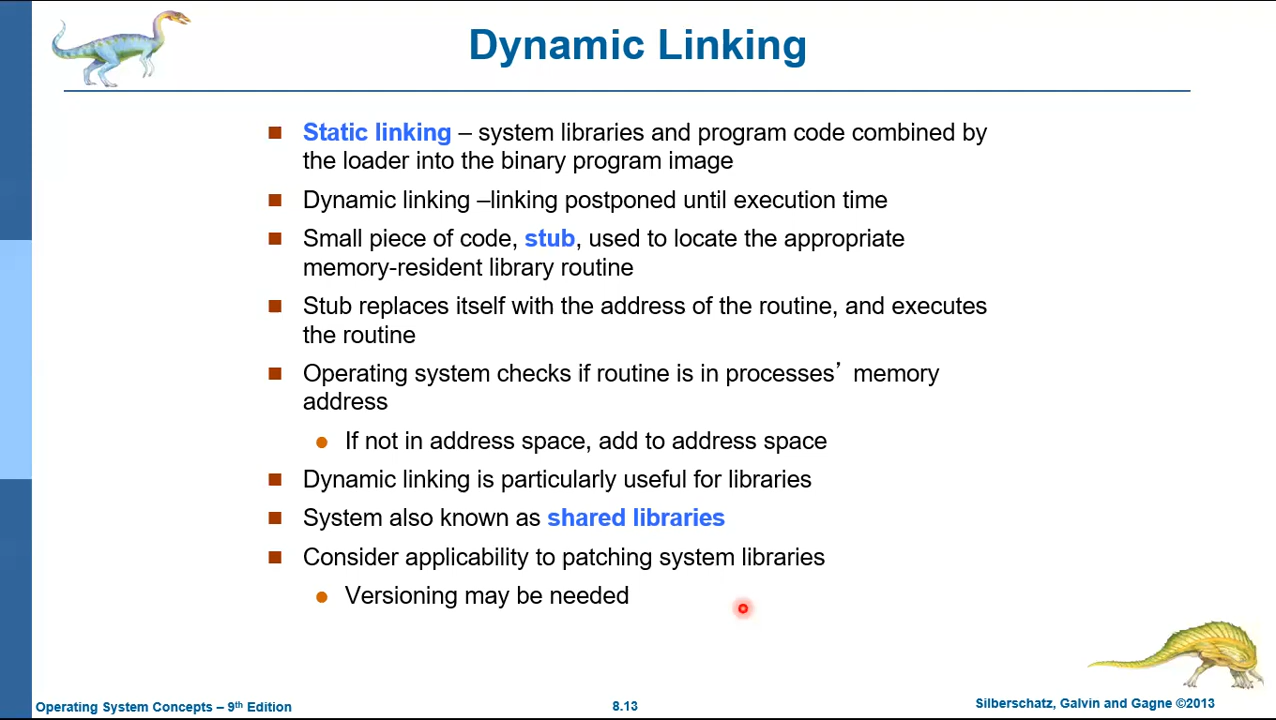 Dynamic Linking
Static linking – system libraries and program code combined by
the loader into the binary program image
Dynamic linking –linking postponed until execution time
Small piece of code, stub, used to locate the appropriate
memory-resident library routine
Stub replaces itself with the address of the routine, and executes
the routine
Operating system checks if routine is in processes’ memory
address
If not in address space, add to address space
Dynamic linking is particularly useful for libraries
System also known as shared libraries
Consider applicability to patching system libraries
Versioning may be needed
Operating System Concepts – 9th Edition
8.13
Silberschatz, Galvin and Gagne ©2013